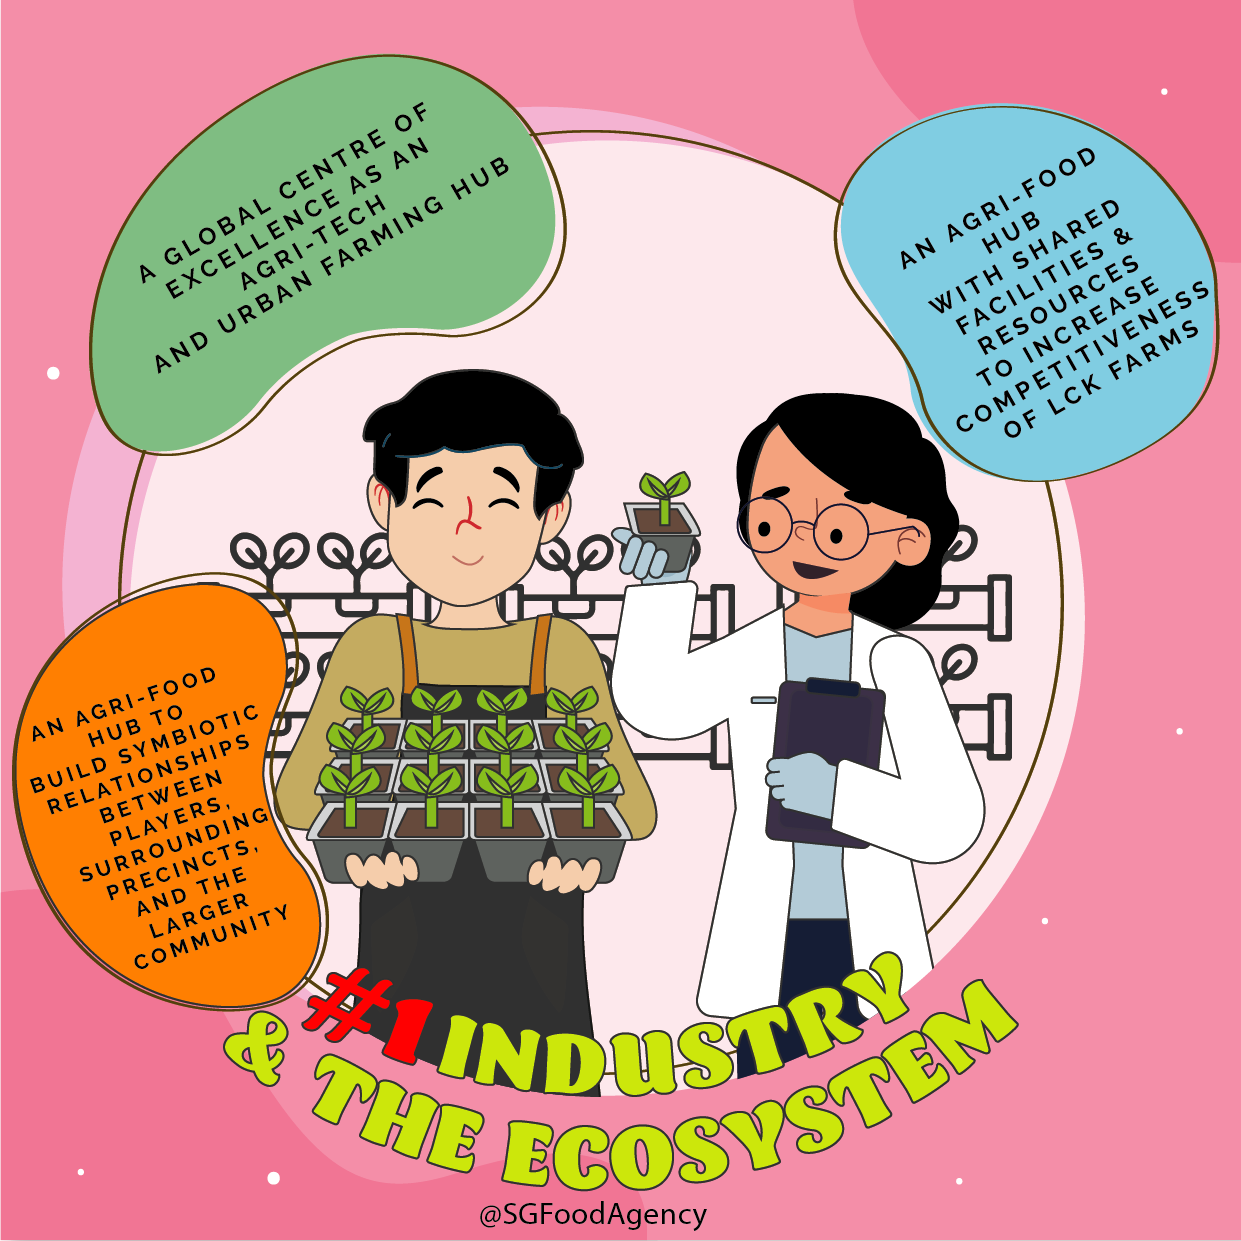 A GLOBAL CENTRE OF
EXCELLENCE AS AN
AGRI-TECH
AND URBAN FARMING HUB
AN AGRI-FOOD
HUB
WITH SHARED
FACILITIES &
RESOURCES
TO INCREASE
COMPETITIVENESS
OF LCK FARMS
AN AGRI-FOOD
HUB TO
BUILD SYMBIOTIC
RELATIONSHIPS
BETWEEN
PLAYERS,
SURROUNDING
PRECINCTS,
AND THE
LARGER
COMMUNITY
#1 INDUSTRY
& THE ECOSYSTEM
@SGFoodAgency